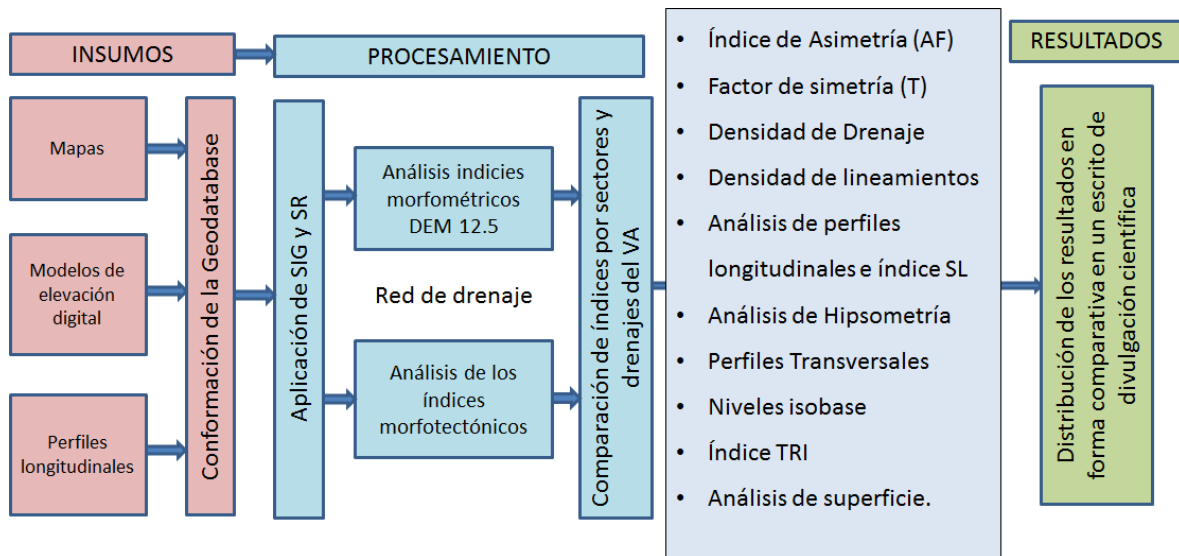 INSUMOS
PROCESAMIENTO
RESULTADOS
Mapas
Modelos de
elevación
digital
Perfiles
longitudinales
Conformación de la Geodatabase
Aplicación de SIG y SR
Análisis indicies
morfométricos
DEM 12.5
Red de drenaje
Análisis de los
índices
morfotectónicos
Comparación de índices por sectores y
drenajes del VA
• Índice de Asimetría (AF)
• Factor de simetría (T)
• Densidad de Drenaje
• Densidad de lineamientos
• Análisis de perfiles
longitudinales e índice SL
• Análisis de Hipsometría
• Perfiles Transversales
• Niveles isobase
• Índice TRI
• Análisis de superficie.
Distribución de los resultados en
forma comparativa en un escrito de
divulgación científica